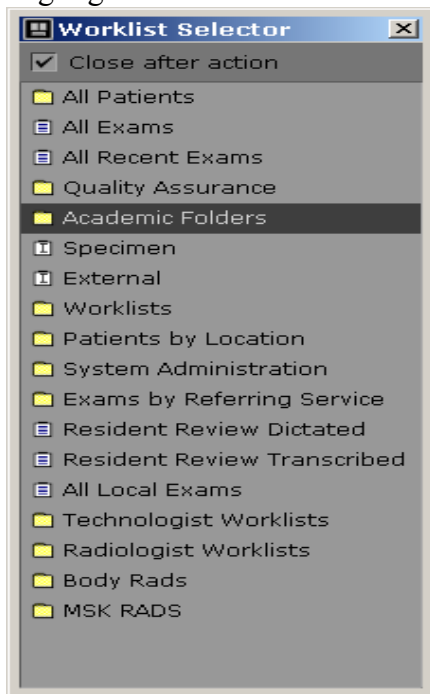 Worklist Selector
Close after action
All Patients
All Exams
All Recent Exams
Quality Assurance
Academic Folders
Specimen
External
Worklists
Patients by Location
System Administration
Exams by Referring Service
Resident Review Dictated
Resident Review Transcribed
All Local Exams
Technologist Worklists
Radiologist Worklists
Body Rads
MSK RADS